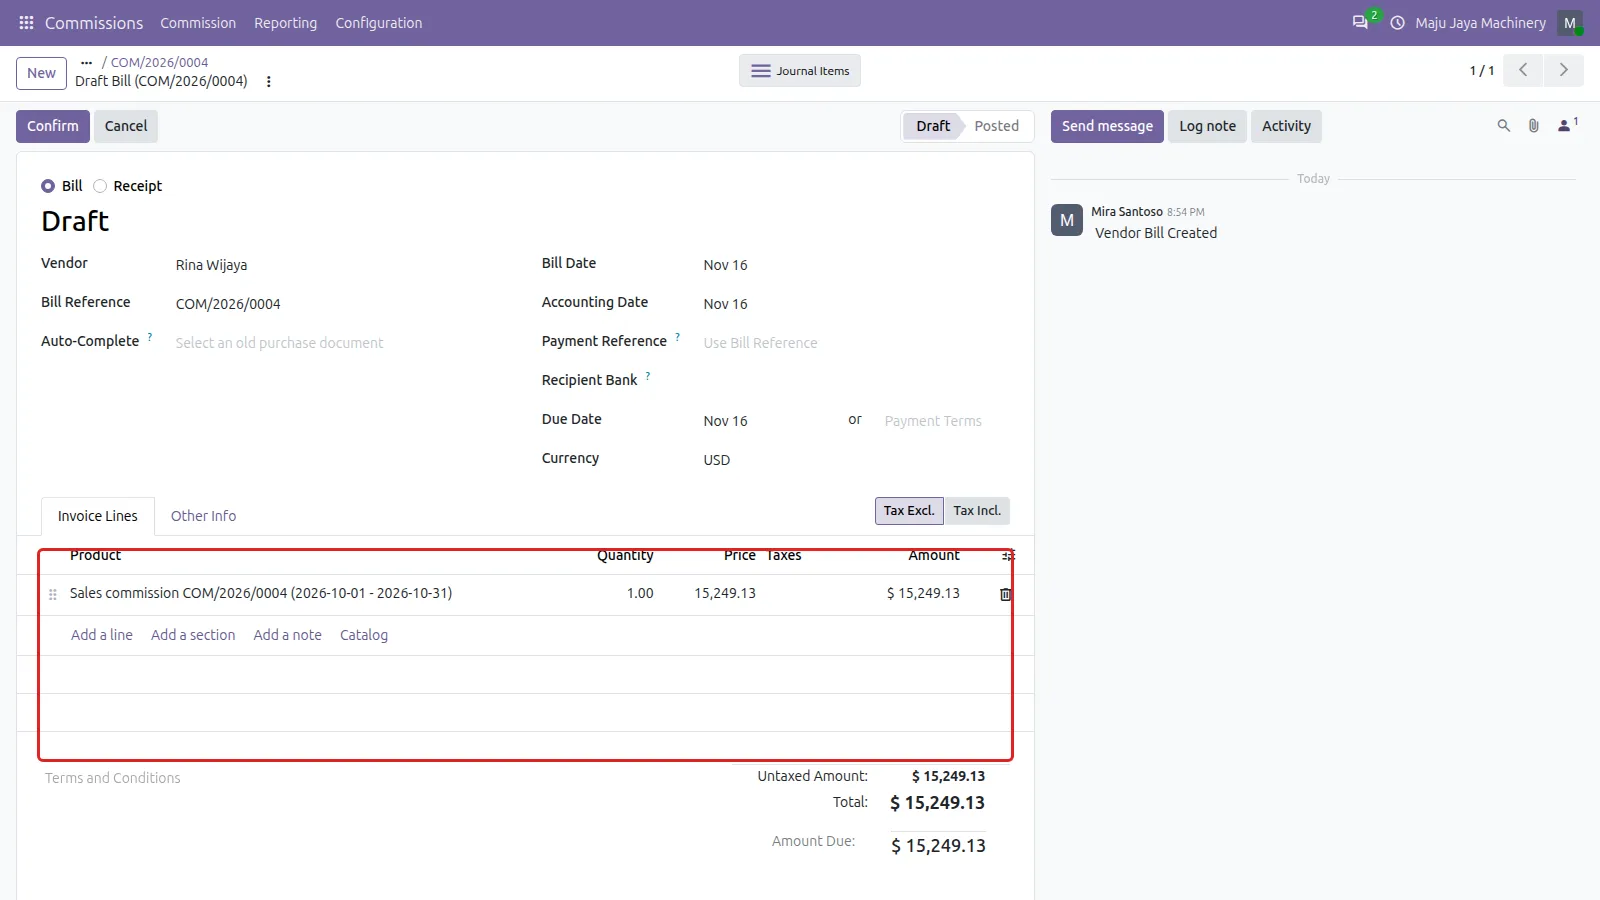 Commissions Commission Reporting Configuration 2 Maju Jaya Machinery M
New ... / COM/2026/0004
Draft Bill (COM/2026/0004)
Journal Items
1 / 1
Confirm Cancel Draft Posted Send message Log note Activity 1
Today
Bill Receipt
M Mira Santoso 8:54 PM
Vendor Bill Created
Draft
Vendor Rina Wijaya Bill Date Nov 16
Bill Reference COM/2026/0004 Accounting Date Nov 16
Auto-Complete ? Select an old purchase document Payment Reference ? Use Bill Reference
Recipient Bank ?
Due Date Nov 16 or Payment Terms
Currency USD
Invoice Lines Other Info Tax Excl. Tax Incl.
Product Quantity Price Taxes Amount
Sales commission COM/2026/0004 (2026-10-01 - 2026-10-31) 1.00 15,249.13 $ 15,249.13
Add a line Add a section Add a note Catalog
Terms and Conditions Untaxed Amount: $ 15,249.13
Total: $ 15,249.13
Amount Due: $ 15,249.13